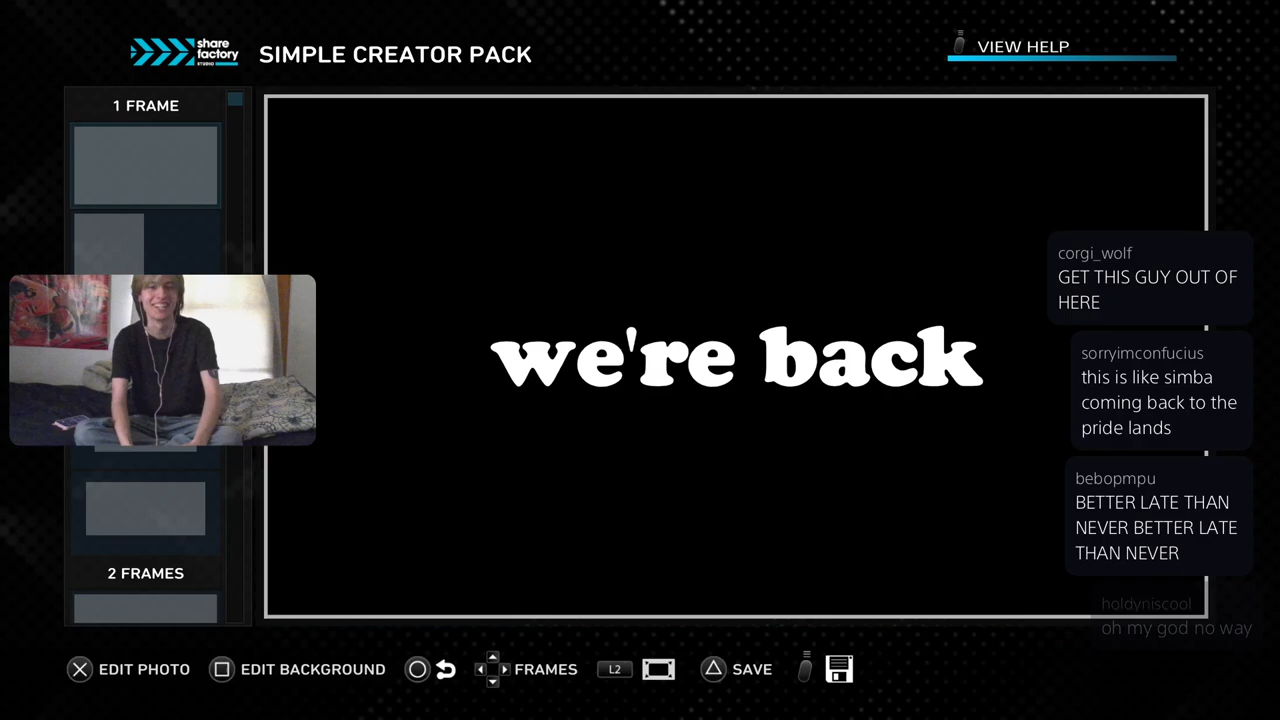 share
factory
STUDIO
SIMPLE CREATOR PACK
VIEW HELP
1 FRAME
we're back
corgi_wolf
GET THIS GUY OUT OF
HERE
sorryimconfucius
this is like simba
coming back to the
pride lands
bebopmpu
BETTER LATE THAN
NEVER BETTER LATE
THAN NEVER
holdyniscool
oh my god no way
2 FRAMES
EDIT PHOTO
EDIT BACKGROUND
FRAMES
L2
SAVE